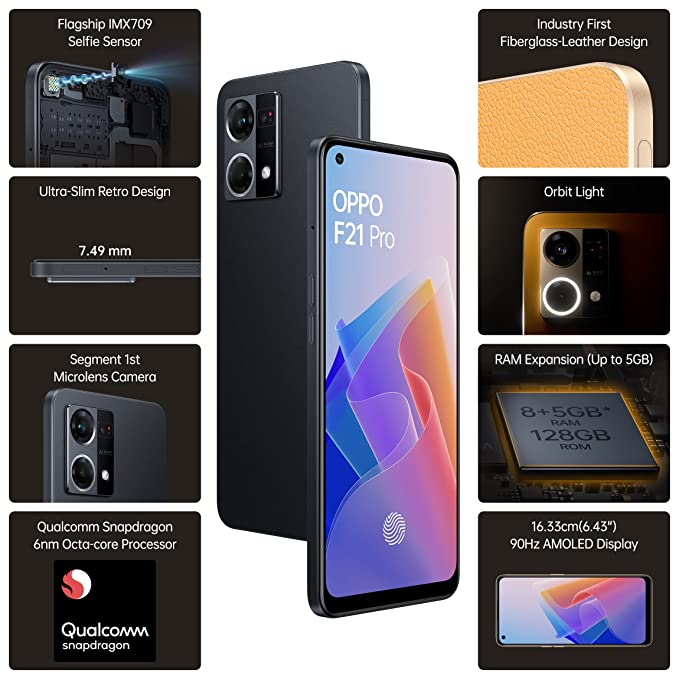 Flagship IMX709
Selfie Sensor
Industry First
Fiberglass-Leather Design
Ultra-Slim Retro Design
7.49 mm
OPPO
F21 Pro
Orbit Light
Segment 1st
Microlens Camera
RAM Expansion (Up to 5GB)
8+5GB*
RAM
128GB
ROM
Qualcomm Snapdragon
6nm Octa-core Processor
Qualcomm
snapdragon
16.33cm(6.43")
90Hz AMOLED Display